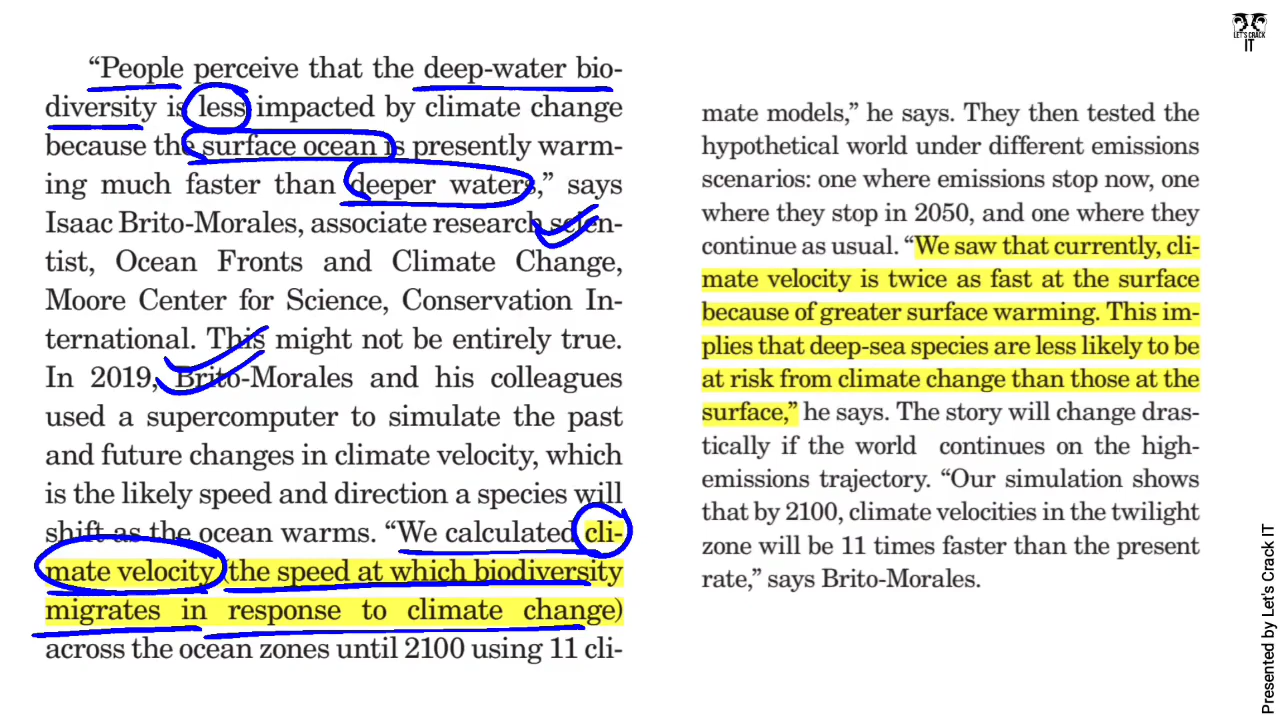 “People perceive that the deep-water bio-
diversity is less impacted by climate change
because the surface ocean is presently warm-
ing much faster than deeper waters,” says
Isaac Brito-Morales, associate research scien-
tist, Ocean Fronts and Climate Change,
Moore Center for Science, Conservation In-
ternational. This might not be entirely true.
In 2019, Brito-Morales and his colleagues
used a supercomputer to simulate the past
and future changes in climate velocity, which
is the likely speed and direction a species will
shift as the ocean warms. “We calculated cli-
mate velocity (the speed at which biodiversity
migrates in response to climate change)
across the ocean zones until 2100 using 11 cli-
mate models,” he says. They then tested the
hypothetical world under different emissions
scenarios: one where emissions stop now, one
where they stop in 2050, and one where they
continue as usual. “We saw that currently, cli-
mate velocity is twice as fast at the surface
because of greater surface warming. This im-
plies that deep-sea species are less likely to be
at risk from climate change than those at the
surface,” he says. The story will change dras-
tically if the world continues on the high-
emissions trajectory. “Our simulation shows
that by 2100, climate velocities in the twilight
zone will be 11 times faster than the present
rate,” says Brito-Morales.
LET'S CRACK
IT
Presented by Let's Crack IT